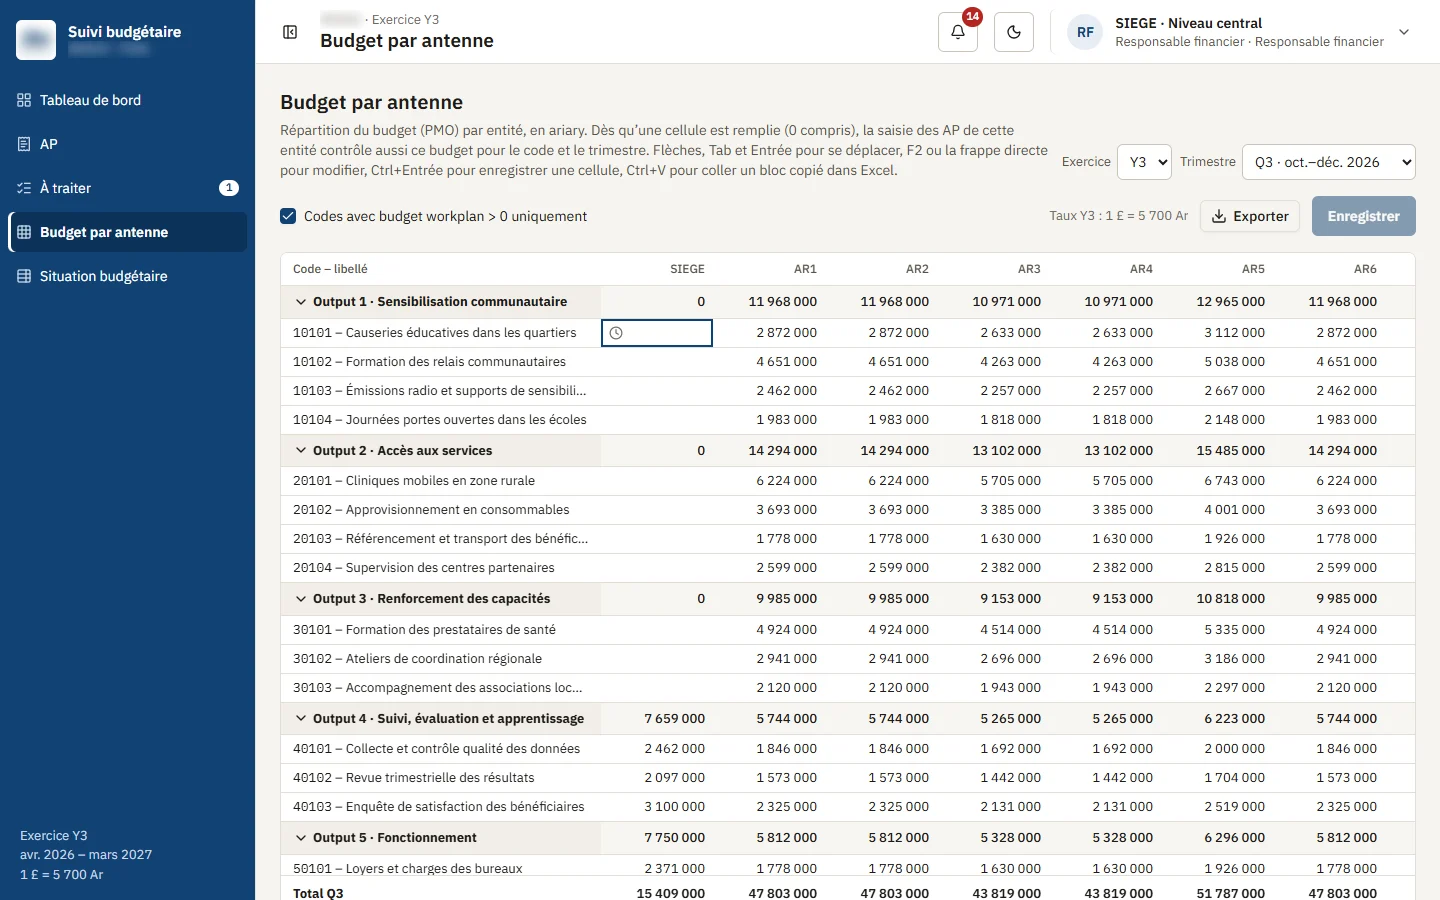 Suivi budgétaire
Tableau de bord
AP
À traiter 1
Budget par antenne
Situation budgétaire
Exercice Y3
avr. 2026 – mars 2027
1 £ = 5 700 Ar
· Exercice Y3
Budget par antenne
14
RF
SIEGE · Niveau central
Responsable financier · Responsable financier
Budget par antenne
Répartition du budget (PMO) par entité, en ariary. Dès qu’une cellule est remplie (0 compris), la saisie des AP de cette
entité contrôle aussi ce budget pour le code et le trimestre. Flèches, Tab et Entrée pour se déplacer, F2 ou la frappe directe
pour modifier, Ctrl+Entrée pour enregistrer une cellule, Ctrl+V pour coller un bloc copié dans Excel.
Exercice Y3 Trimestre Q3 · oct.–déc. 2026
Codes avec budget workplan > 0 uniquement
Taux Y3 : 1 £ = 5 700 Ar Exporter Enregistrer
Code – libellé SIEGE AR1 AR2 AR3 AR4 AR5 AR6
Output 1 · Sensibilisation communautaire 0 11 968 000 11 968 000 10 971 000 10 971 000 12 965 000 11 968 000
10101 – Causeries éducatives dans les quartiers 2 872 000 2 872 000 2 633 000 2 633 000 3 112 000 2 872 000
10102 – Formation des relais communautaires 4 651 000 4 651 000 4 263 000 4 263 000 5 038 000 4 651 000
10103 – Émissions radio et supports de sensibili... 2 462 000 2 462 000 2 257 000 2 257 000 2 667 000 2 462 000
10104 – Journées portes ouvertes dans les écoles 1 983 000 1 983 000 1 818 000 1 818 000 2 148 000 1 983 000
Output 2 · Accès aux services 0 14 294 000 14 294 000 13 102 000 13 102 000 15 485 000 14 294 000
20101 – Cliniques mobiles en zone rurale 6 224 000 6 224 000 5 705 000 5 705 000 6 743 000 6 224 000
20102 – Approvisionnement en consommables 3 693 000 3 693 000 3 385 000 3 385 000 4 001 000 3 693 000
20103 – Référencement et transport des bénéfic... 1 778 000 1 778 000 1 630 000 1 630 000 1 926 000 1 778 000
20104 – Supervision des centres partenaires 2 599 000 2 599 000 2 382 000 2 382 000 2 815 000 2 599 000
Output 3 · Renforcement des capacités 0 9 985 000 9 985 000 9 153 000 9 153 000 10 818 000 9 985 000
30101 – Formation des prestataires de santé 4 924 000 4 924 000 4 514 000 4 514 000 5 335 000 4 924 000
30102 – Ateliers de coordination régionale 2 941 000 2 941 000 2 696 000 2 696 000 3 186 000 2 941 000
30103 – Accompagnement des associations loc... 2 120 000 2 120 000 1 943 000 1 943 000 2 297 000 2 120 000
Output 4 · Suivi, évaluation et apprentissage 7 659 000 5 744 000 5 744 000 5 265 000 5 265 000 6 223 000 5 744 000
40101 – Collecte et contrôle qualité des données 2 462 000 1 846 000 1 846 000 1 692 000 1 692 000 2 000 000 1 846 000
40102 – Revue trimestrielle des résultats 2 097 000 1 573 000 1 573 000 1 442 000 1 442 000 1 704 000 1 573 000
40103 – Enquête de satisfaction des bénéficiaires 3 100 000 2 325 000 2 325 000 2 131 000 2 131 000 2 519 000 2 325 000
Output 5 · Fonctionnement 7 750 000 5 812 000 5 812 000 5 328 000 5 328 000 6 296 000 5 812 000
50101 – Loyers et charges des bureaux 2 371 000 1 778 000 1 778 000 1 630 000 1 630 000 1 926 000 1 778 000
Total Q3 15 409 000 47 803 000 47 803 000 43 819 000 43 819 000 51 787 000 47 803 000